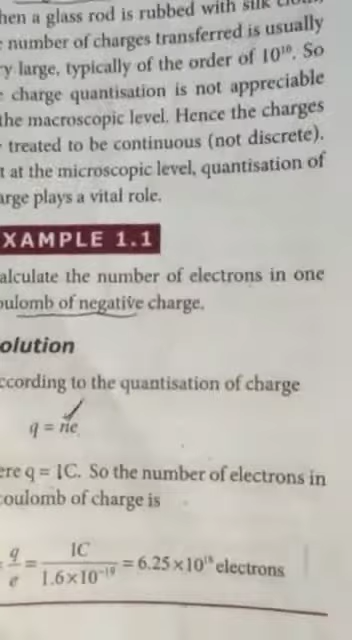 hen a glass rod is rubbed with silk
number of charges transferred is usually
y large, typically of the order of 10¹⁰. So
charge quantisation is not appreciable
the macroscopic level. Hence the charges
treated to be continuous (not discrete).
t at the microscopic level, quantisation of
arge plays a vital role.
XAMPLE 1.1
alculate the number of electrons in one
oulomb of negative charge.
olution
ccording to the quantisation of charge
q = ne
ere q = 1C. So the number of electrons in
coulomb of charge is
q/e = 1C/1.6×10⁻¹⁹ = 6.25×10¹⁸ electrons